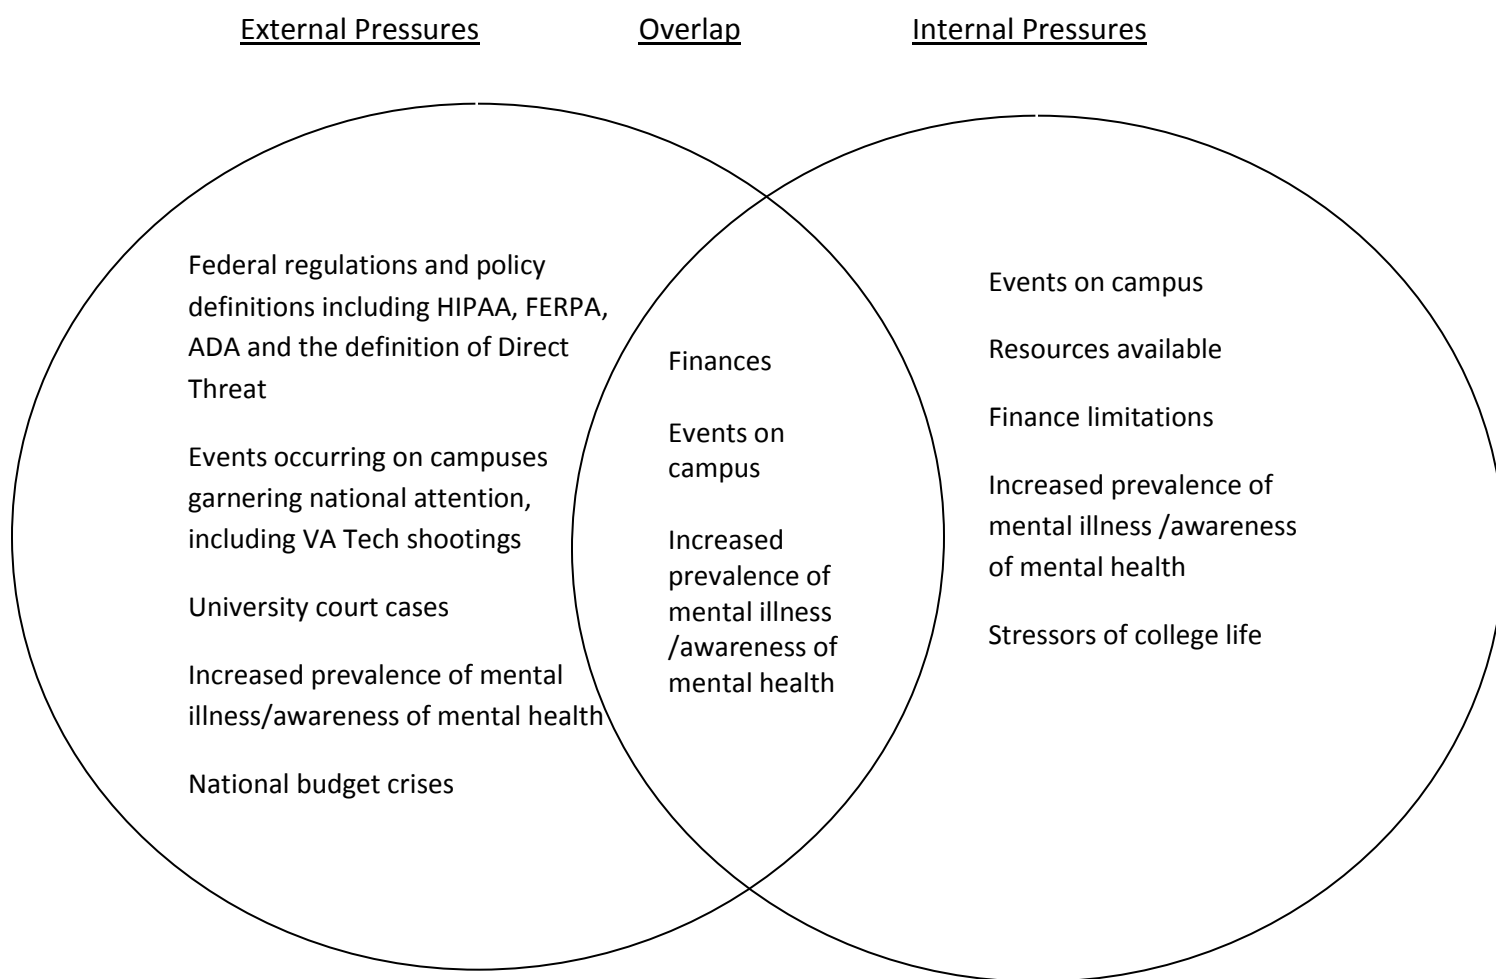 External Pressures
Overlap
Internal Pressures
Federal regulations and policy
definitions including HIPAA, FERPA,
ADA and the definition of Direct
Threat
Events occurring on campuses
garnering national attention,
including VA Tech shootings
University court cases
Increased prevalence of mental
illness/awareness of mental health
National budget crises
Finances
Events on
campus
Increased
prevalence of
mental illness
/awareness of
mental health
Events on campus
Resources available
Finance limitations
Increased prevalence of
mental illness /awareness
of mental health
Stressors of college life